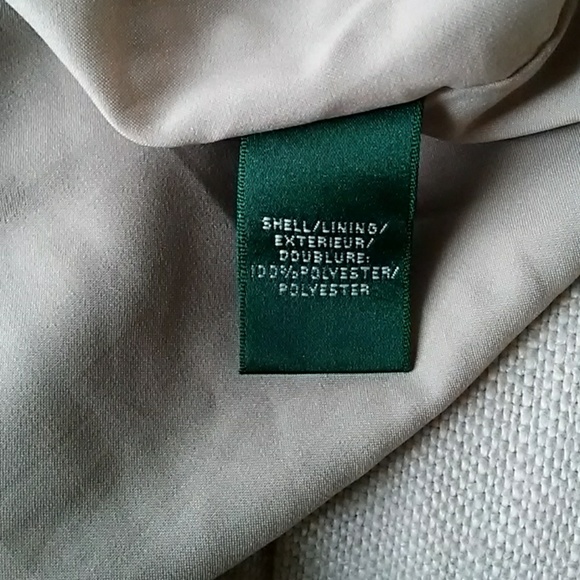 SHELL/LINING/
EXTERIEUR/
DOUBLURE:
100%POLYESTER/
POLYESTER